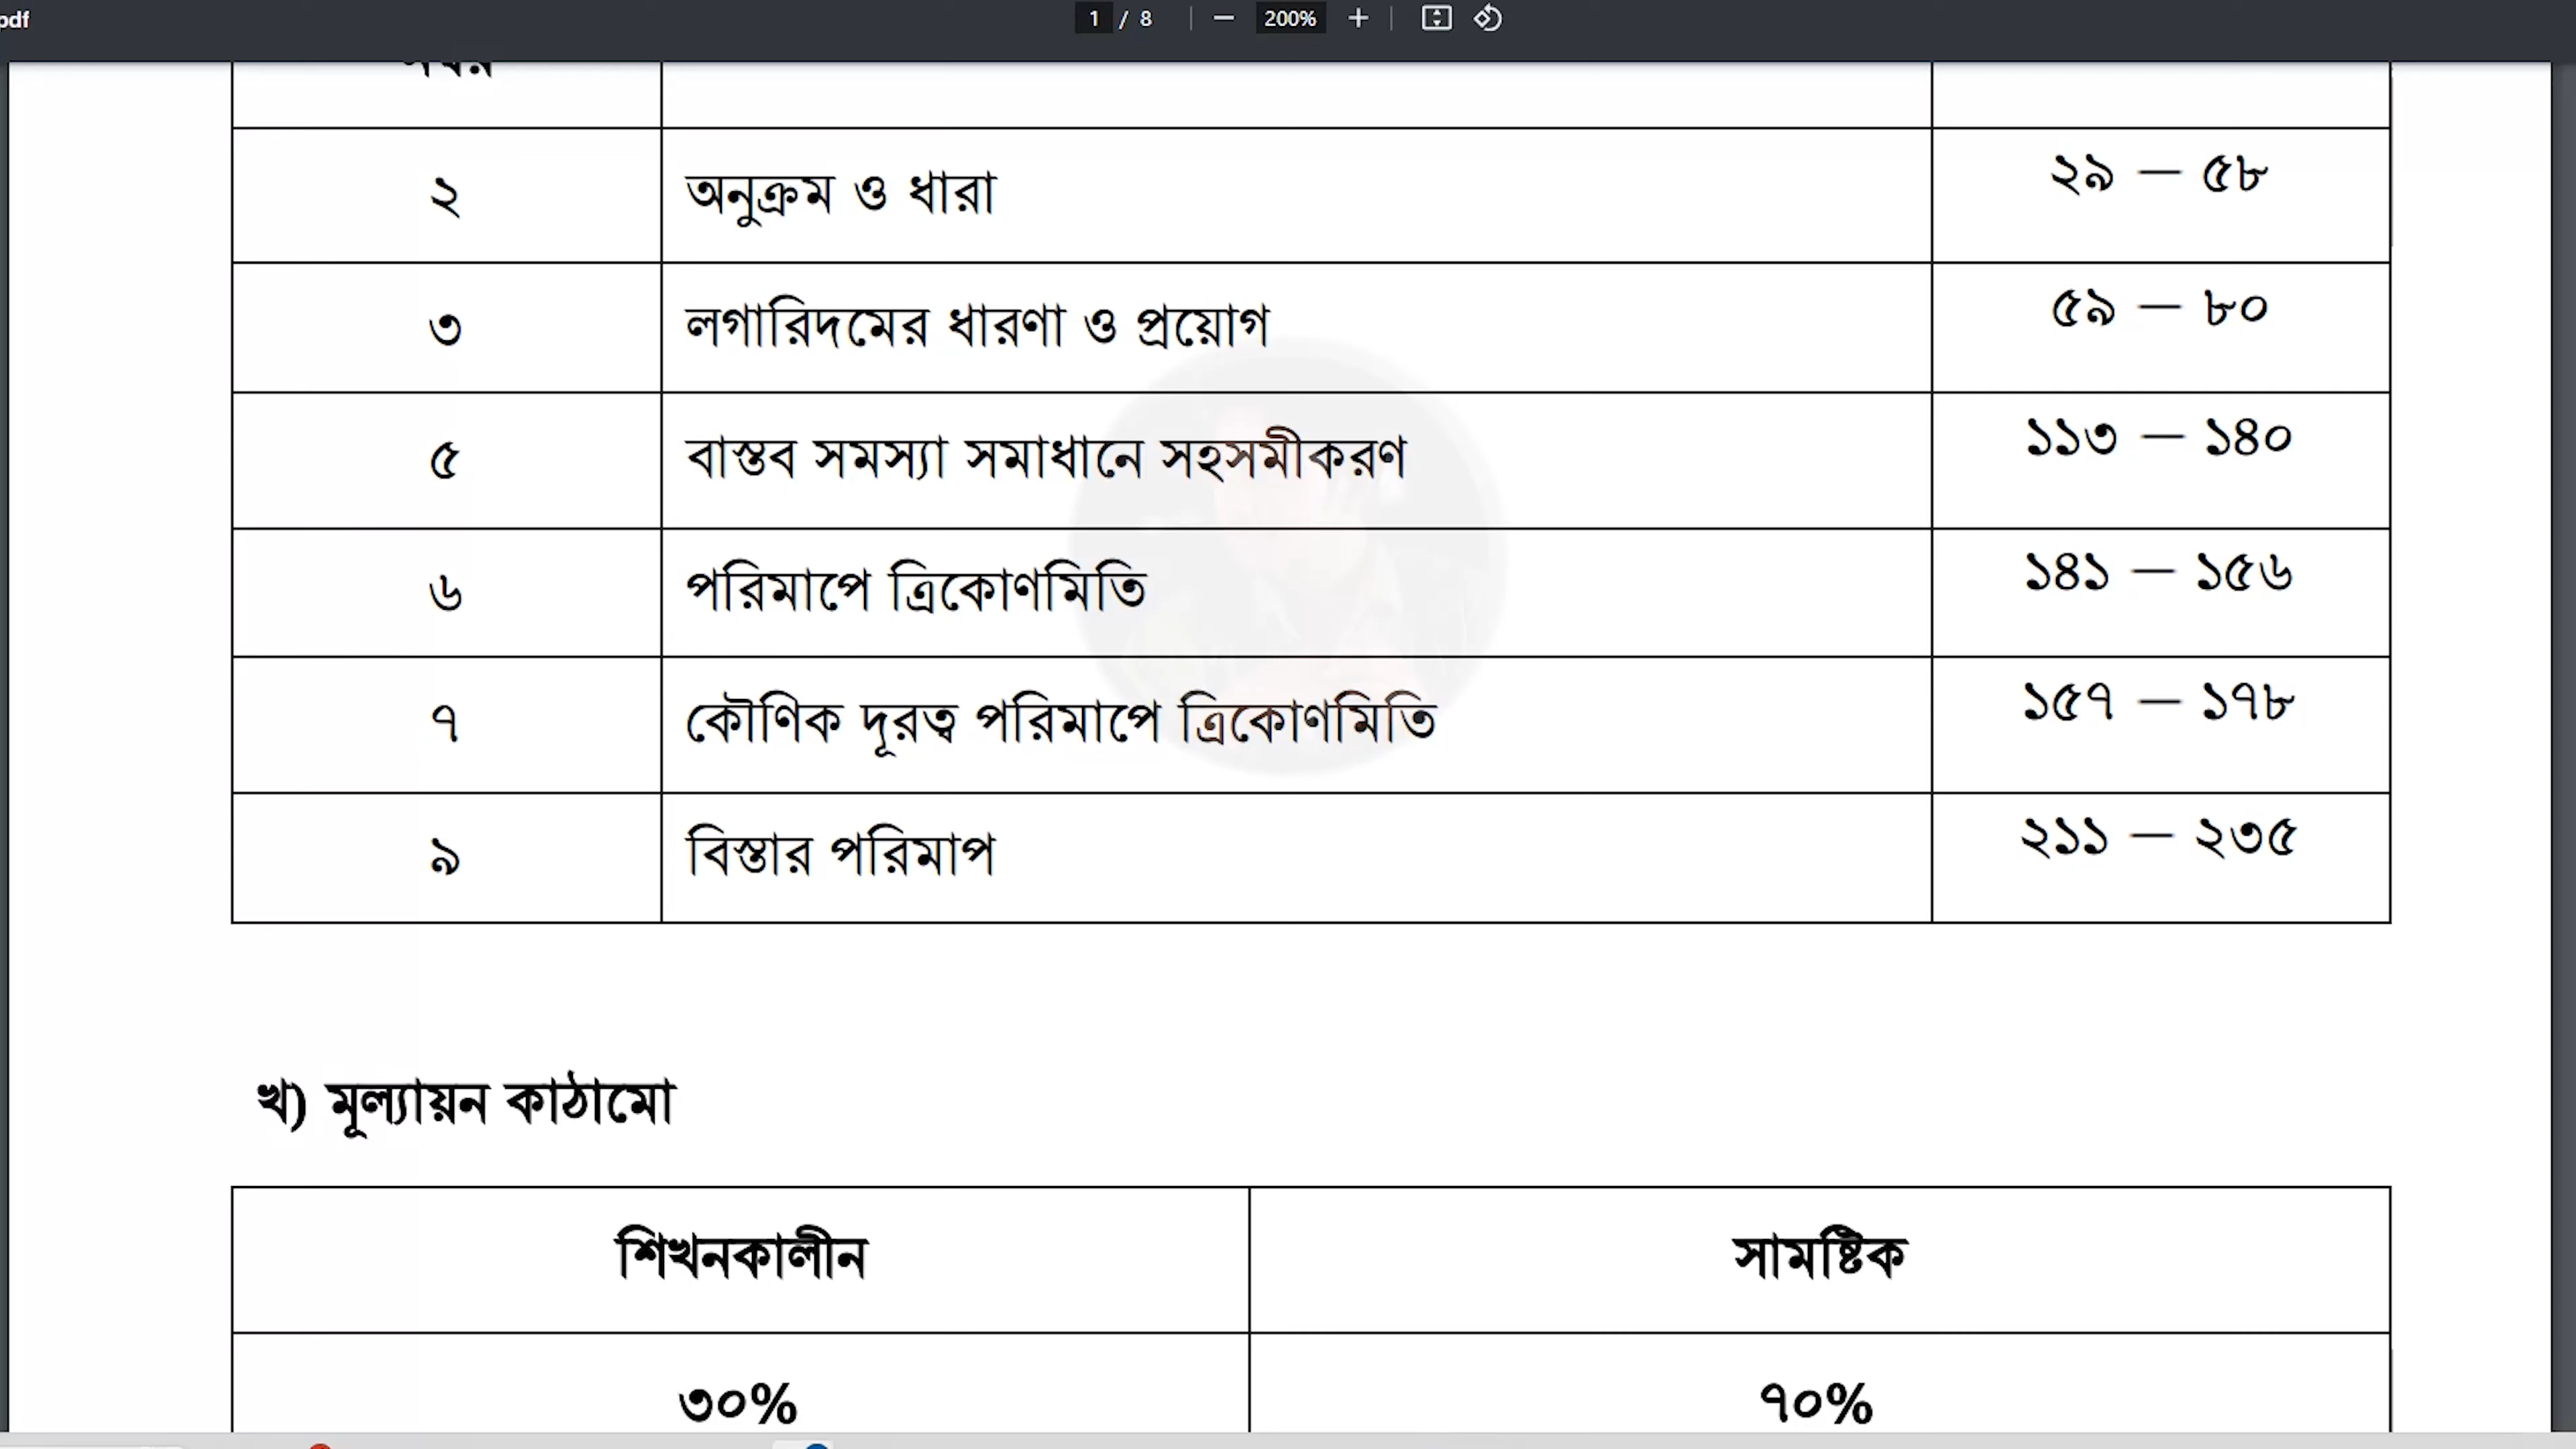 pdf
1 / 8 — 200% +
২ অনুক্রম ও ধারা ২৯ – ৫৮
৩ লগারিদমের ধারণা ও প্রয়োগ ৫৯ – ৮০
৫ বাস্তব সমস্যা সমাধানে সহসমীকরণ ১১৩ – ১৪০
৬ পরিমাপে ত্রিকোণমিতি ১৪১ – ১৫৬
৭ কৌণিক দূরত্ব পরিমাপে ত্রিকোণমিতি ১৫৭ – ১৭৮
৯ বিস্তার পরিমাপ ২১১ – ২৩৫
খ) মূল্যায়ন কাঠামো
শিখনকালীন সামষ্টিক
৩০% ৭০%